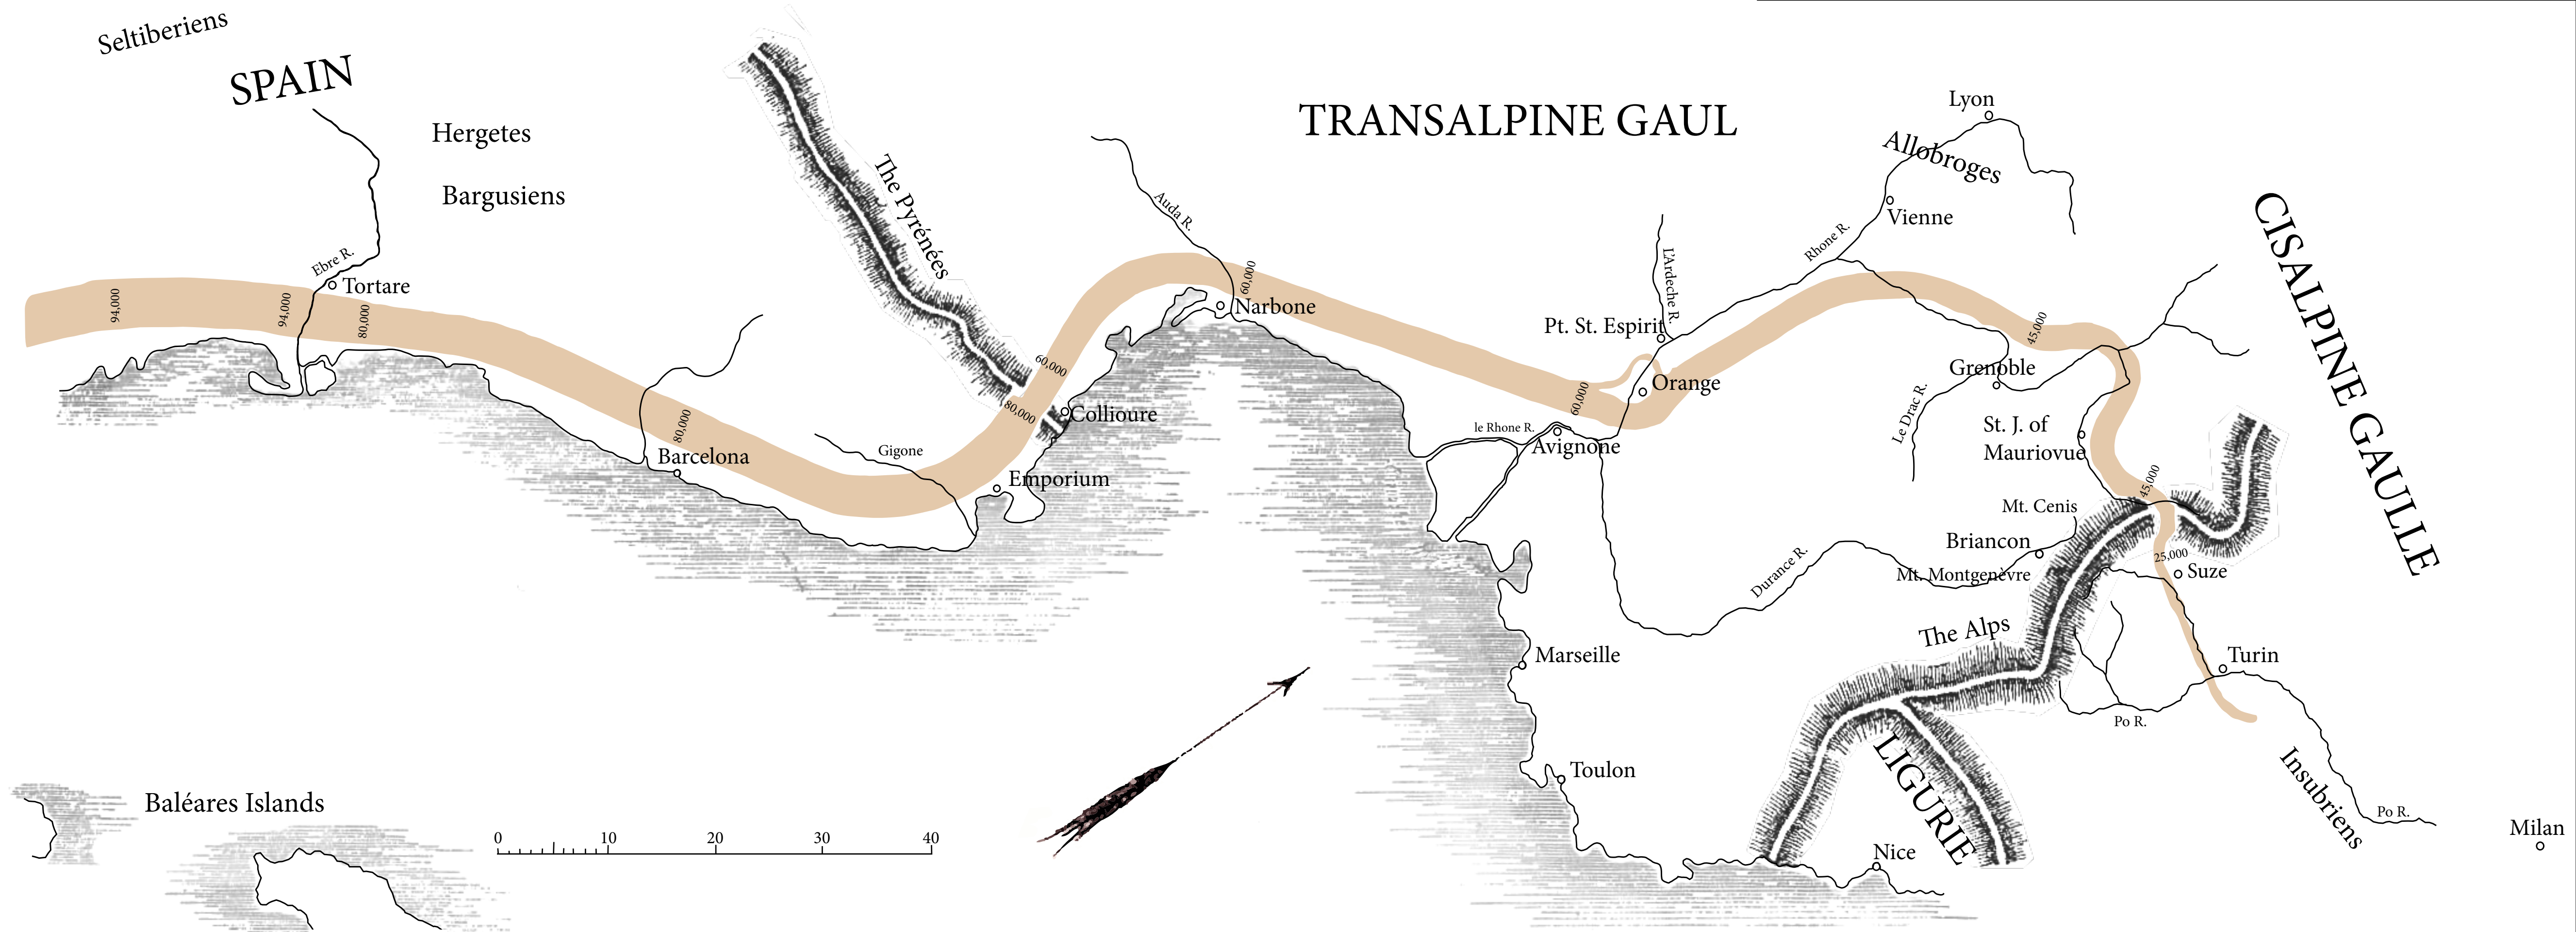 Seltiberiens
SPAIN
Hergetes
Bargusiens
Ebre R.
Tortare
94,000
94,000
80,000
The Pyrénées
Auda R.
TRANSALPINE GAUL
Lyon
Allobroges
Vienne
Rhone R.
CISALPINE GAULLE
L'Ardeche R.
Pt. St. Espirit
Orange
60,000
Narbone
60,000
80,000
Collioure
60,000
80,000
Barcelona
Gigone
Emporium
le Rhone R.
Avignone
45,000
Grenoble
Le Drac R.
St. J. of
Mauriovue
45,000
Mt. Cenis
Briancon
Mt. Montgenèvre
25,000
Suze
Durance R.
The Alps
Marseille
Turin
Po R.
Toulon
LIGURIE
Insubriens
Po R.
Milan
Nice
Baléares Islands
0 10 20 30 40